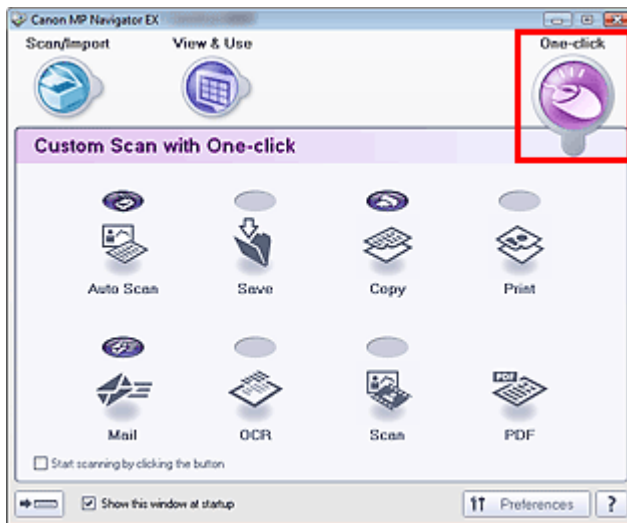 Canon MP Navigator EX
Scan/Import
View & Use
One-click
Custom Scan with One-click
Auto Scan
Save
Copy
Print
Mail
OCR
Scan
PDF
PDF
Start scanning by clicking the button
Show this window at startup
Preferences
?